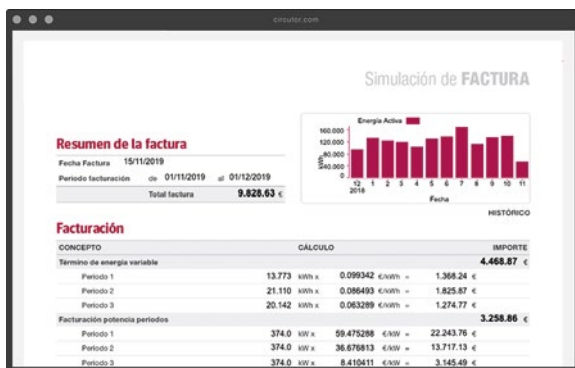 circutor.com
Simulación de FACTURA
Energía Activa
160.000
120.000
80.000
40.000
0
kWh
12 1 2 3 4 5 6 7 8 9 10 11
2018
Fecha
HISTÓRICO
Resumen de la factura
Fecha Factura 15/11/2019
Periodo facturación de 01/11/2019 al 01/12/2019
Total factura 9.828.63 €
Facturación
CONCEPTO CÁLCULO IMPORTE
Término de energía variable 4.468.87 €
Periodo 1 13.773 kWh x 0.099342 €/kWh = 1.368.24 €
Periodo 2 21.110 kWh x 0.086493 €/kWh = 1.825.87 €
Periodo 3 20.142 kWh x 0.063289 €/kWh = 1.274.77 €
Facturación potencia periodos 3.258.86 €
Periodo 1 374.0 kW x 59.475288 €/kW = 22.243.76 €
Periodo 2 374.0 kW x 36.676813 €/kW = 13.717.13 €
Periodo 3 374.0 kW x 8.410411 €/kW = 3.145.49 €